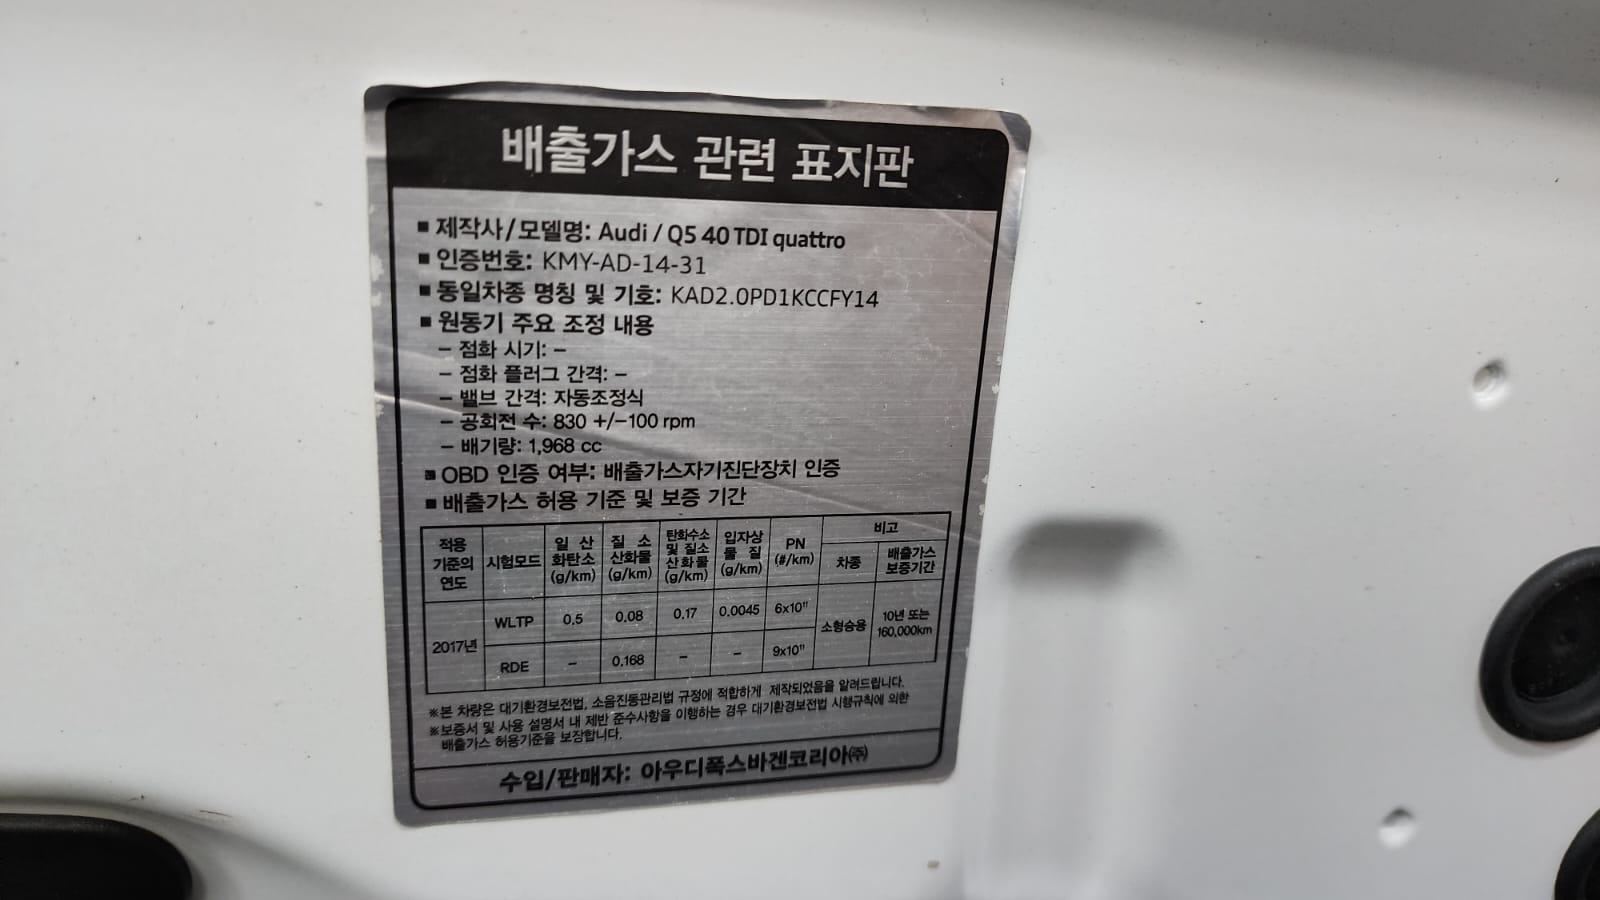 배출가스 관련 표지판
■ 제작사/모델명: Audi / Q5 40 TDI quattro
■ 인증번호: KMY-AD-14-31
■ 동일차종 명칭 및 기호: KAD2.0PD1KCCFY14
■ 원동기 주요 조정 내용
– 점화 시기: –
– 점화 플러그 간격: –
– 밸브 간격: 자동조정식
– 공회전 수: 830 +/–100 rpm
– 배기량: 1,968 cc
■ OBD 인증 여부: 배출가스자기진단장치 인증
■ 배출가스 허용 기준 및 보증 기간
적용 기준의 연도 시험모드 일산화탄소 (g/km) 질소산화물 (g/km) 탄화수소 및 질소산화물 (g/km) 입자상물질 (g/km) PN (#/km) 비고
차종 배출가스 보증기간
2017년 WLTP 0.5 0.08 0.17 0.0045 6x10¹¹ 소형승용 10년 또는 160,000km
RDE – 0.168 – – 9x10¹¹
※본 차량은 대기환경보전법, 소음진동관리법 규정에 적합하게 제작되었음을 알려드립니다.
※보증서 및 사용 설명서 내 제반 준수사항을 이행하는 경우 대기환경보전법 시행규칙에 의한
배출가스 허용기준을 보장합니다.
수입/판매자: 아우디폭스바겐코리아㈜